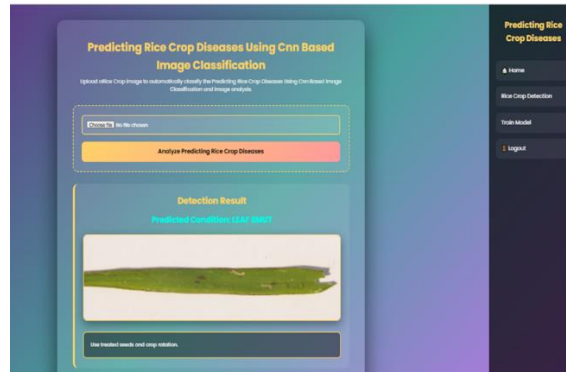 Predicting Rice Crop Diseases Using Cnn Based
Image Classification
Upload aRice Crop Image to automatically classify the Predicting Rice Crop Diseases Using Cnn Based Image
Classification and Image analysis.
Choose file No file chosen
Analyze Predicting Rice Crop Diseases
Detection Result
Predicted Condition: LEAF SMUT
Use treated seeds and crop rotation.
Predicting Rice
Crop Diseases
Home
Rice Crop Detection
Train Model
Logout